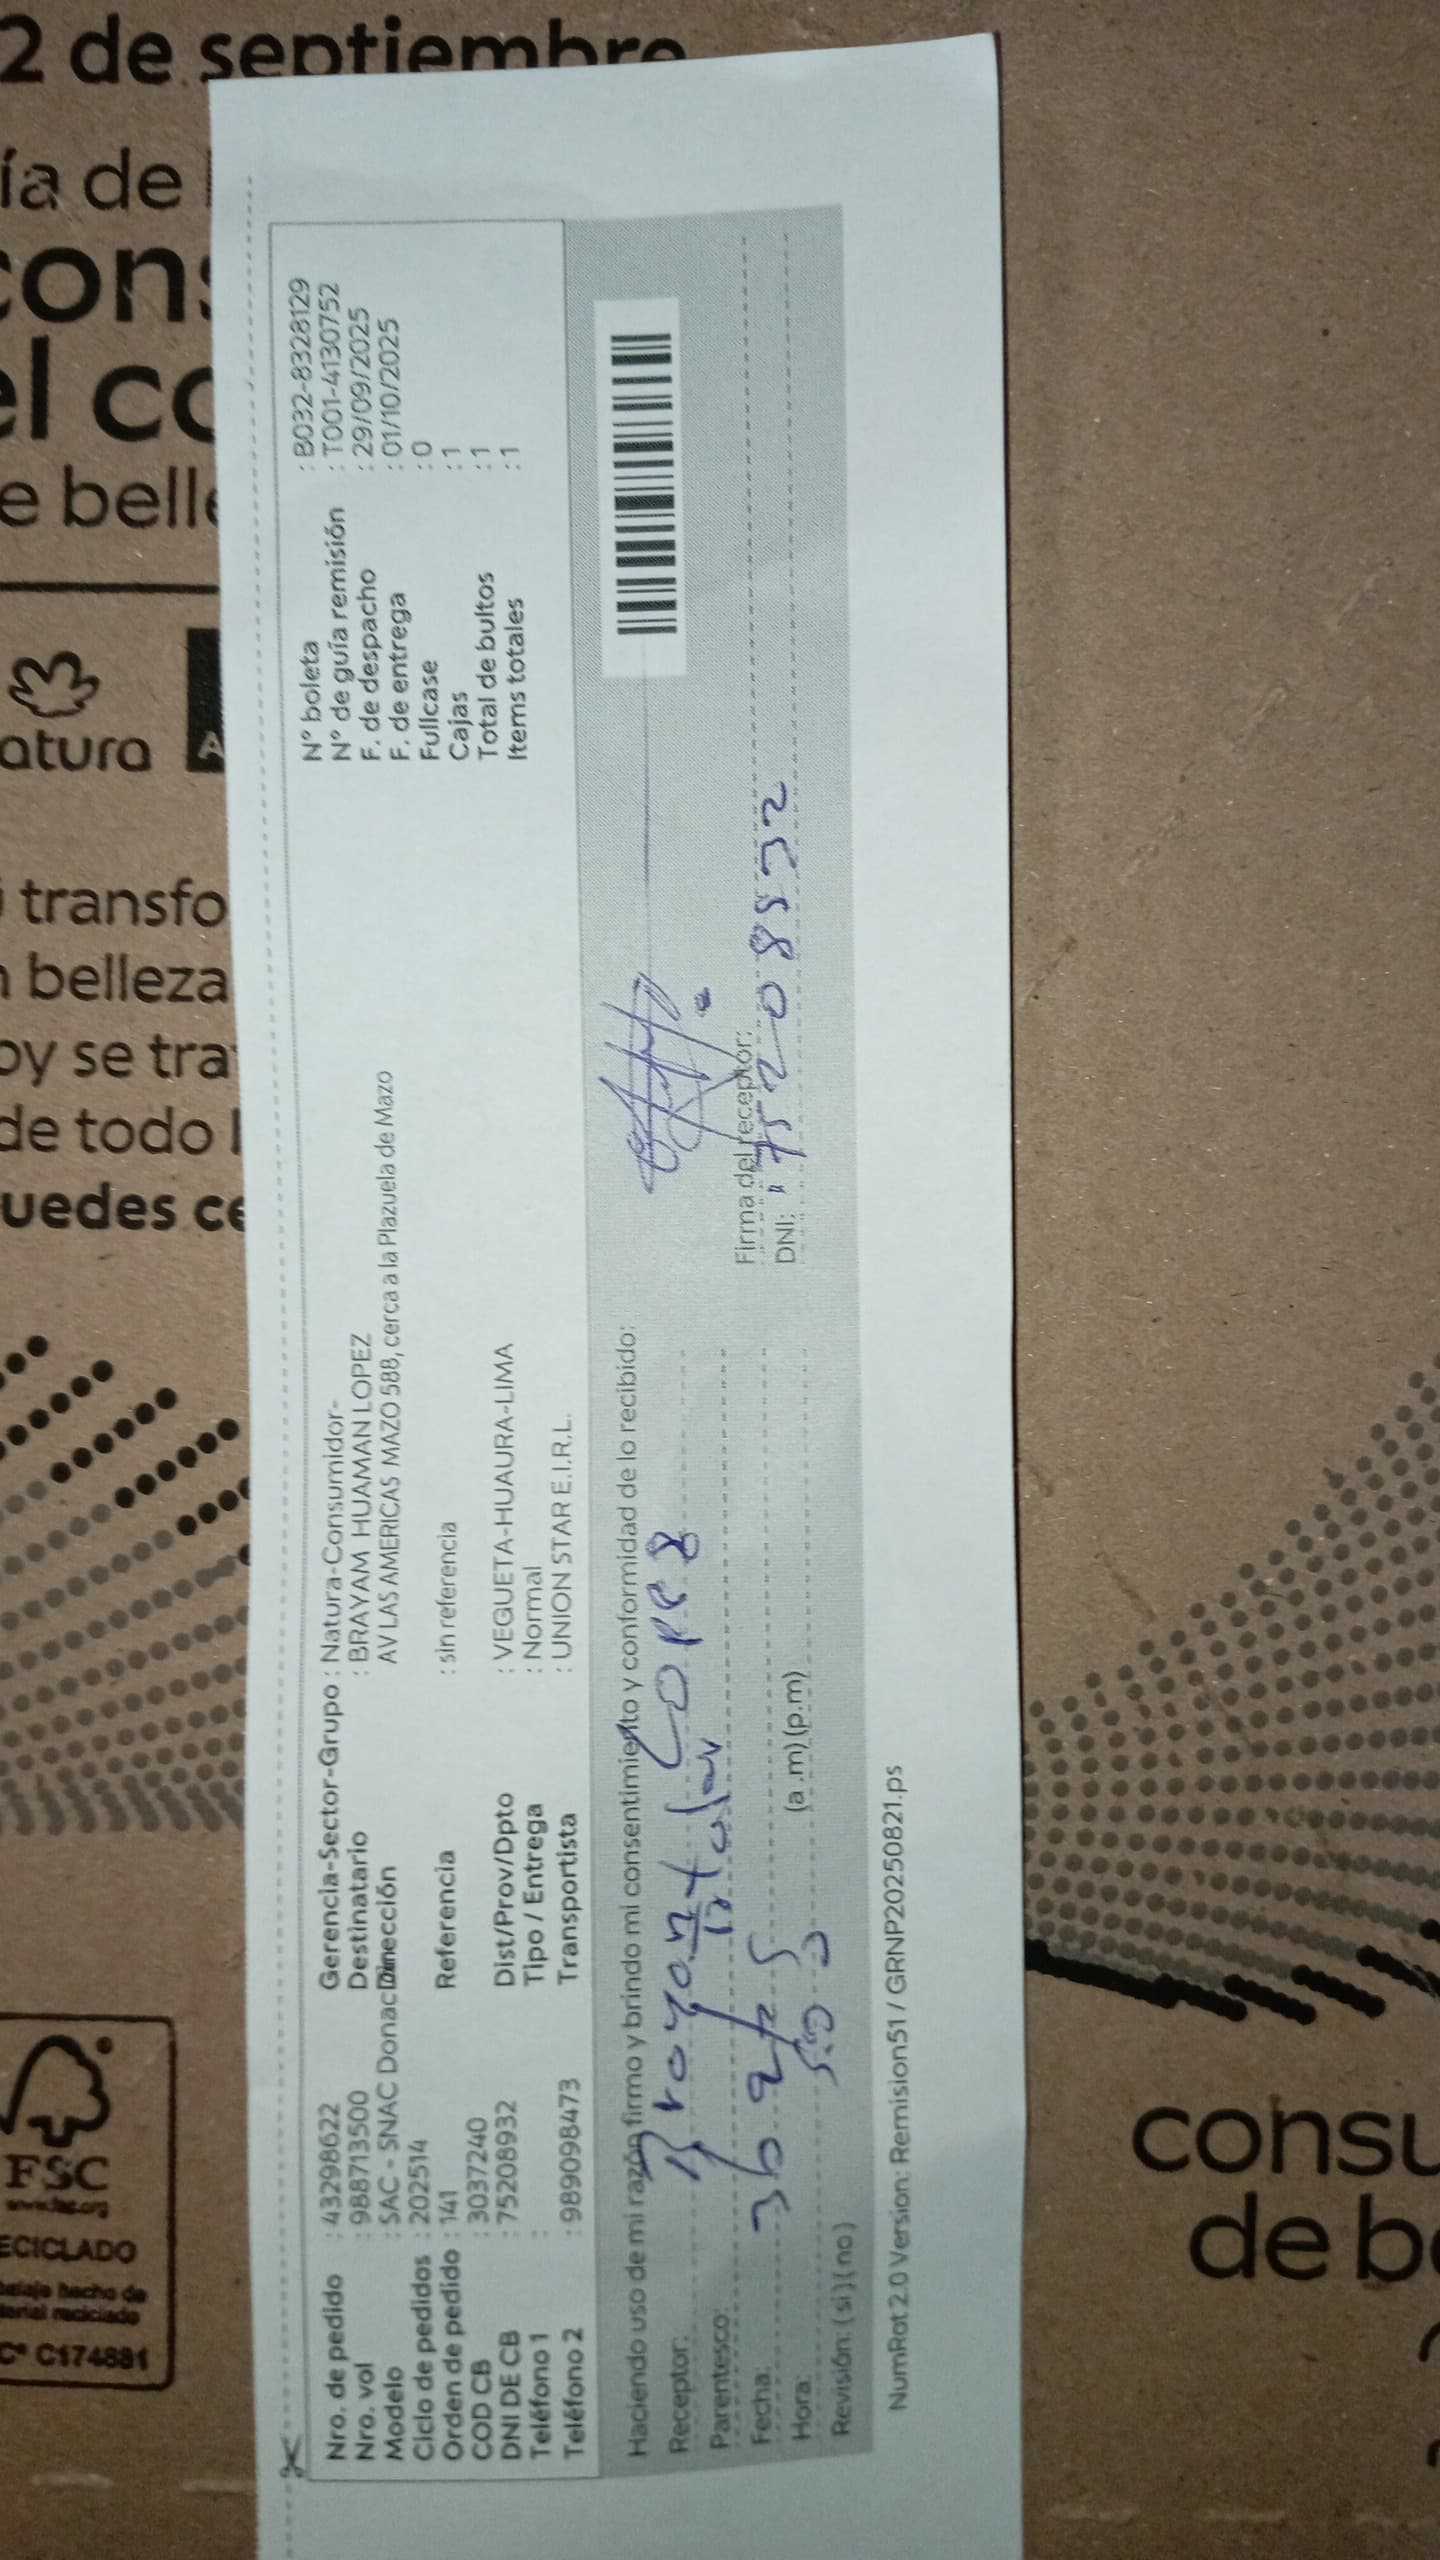 2 de septiembre
ía de
cons
el co
e belle
natura
transfo
belleza
oy se tra
de todo l
uedes ce
FSC
www.fsc.org
RECICLADO
C174881
Nro. de pedido : 43298622
Nro. vol : 988713500
Modelo : SAC - SNAC Donac
Ciclo de pedidos : 202514
Orden de pedido : 141
COD CB : 3037240
DNI DE CB : 75208932
Teléfono 1 :
Teléfono 2 : 989098473
Gerencia-Sector-Grupo : Natura-Consumidor-
Destinatario : BRAYAM HUAMAN LOPEZ
Dirección AV LAS AMERICAS MAZO 588, cerca a la Plazuela de Mazo
Referencia : sin referencia
Dist/Prov/Dpto : VEGUETA-HUAURA-LIMA
Tipo / Entrega : Normal
Transportista : UNION STAR E.I.R.L.
N° boleta : B032-8328129
N° de guía remisión : T001-4130752
F. de despacho : 29/09/2025
F. de entrega : 01/10/2025
Fullcase : 0
Cajas : 1
Total de bultos : 1
Items totales : 1
Haciendo uso de mi razón firmo y brindo mi consentimiento y conformidad de lo recibido:
Receptor:
Parentesco: Titular
Fecha:
Hora: (a.m)(p.m)
Revisión: (si)(no)
Firma del receptor:
DNI: 75208932
NumRot 2.0 Version: Remision51 / GRNP20250821.ps
consu
de be